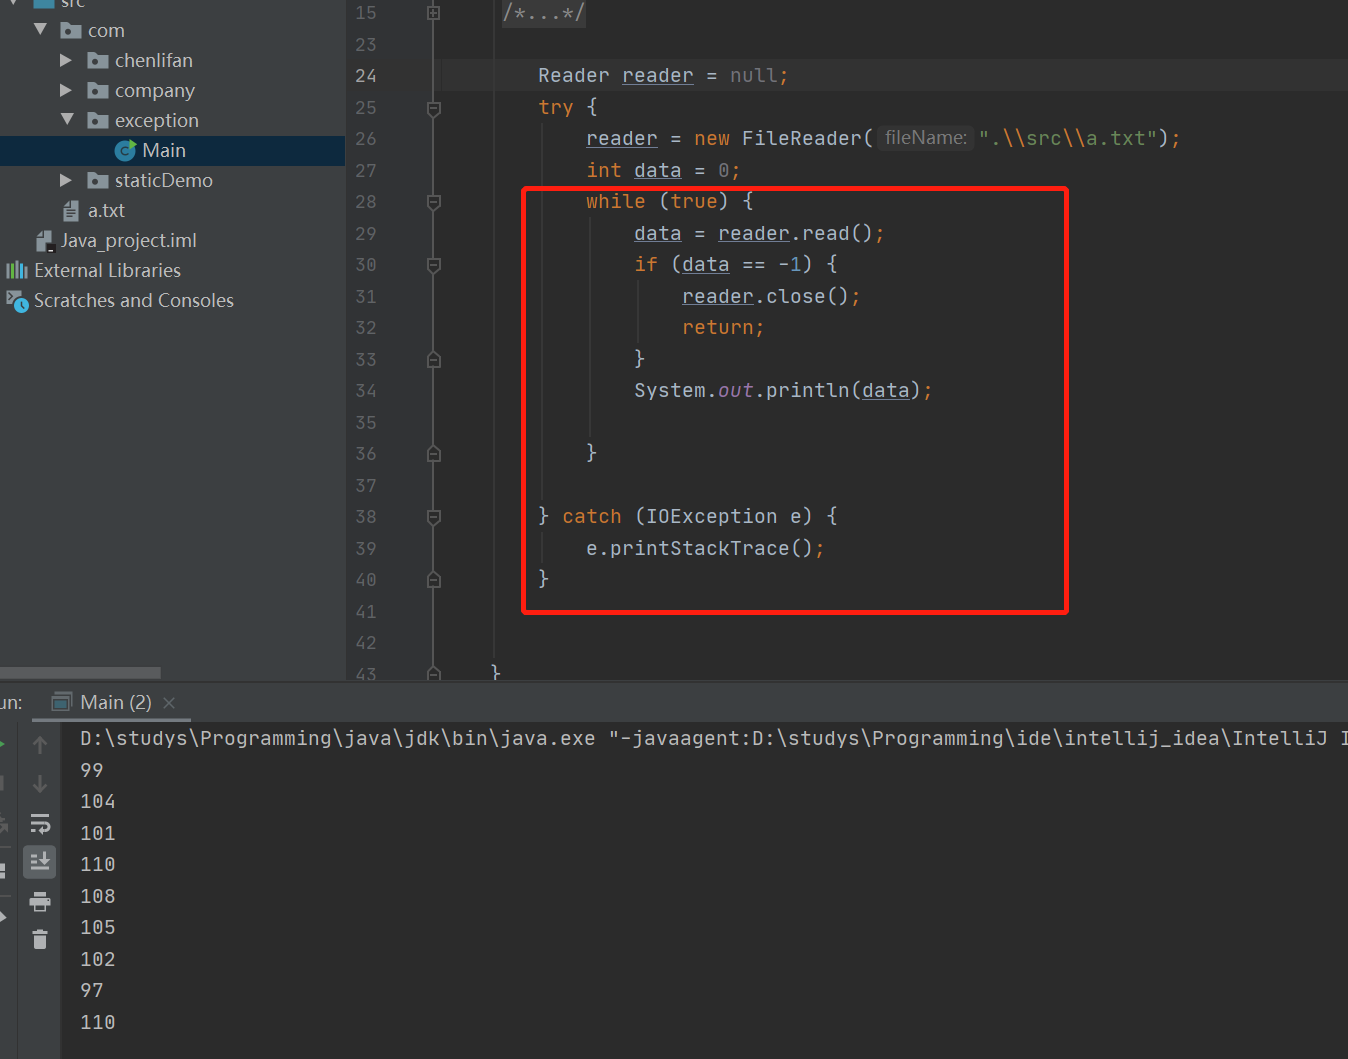 src
com
chenlifan
company
exception
Main
staticDemo
a.txt
Java_project.iml
External Libraries
Scratches and Consoles
15 /*...*/
23
24 Reader reader = null;
25 try {
26 reader = new FileReader( fileName: ".\\src\\a.txt");
27 int data = 0;
28 while (true) {
29 data = reader.read();
30 if (data == -1) {
31 reader.close();
32 return;
33 }
34 System.out.println(data);
35
36 }
37
38 } catch (IOException e) {
39 e.printStackTrace();
40 }
41
42
43 }
un: Main (2)
D:\studys\Programming\java\jdk\bin\java.exe "-javaagent:D:\studys\Programming\ide\intellij_idea\IntelliJ I
99
104
101
110
108
105
102
97
110